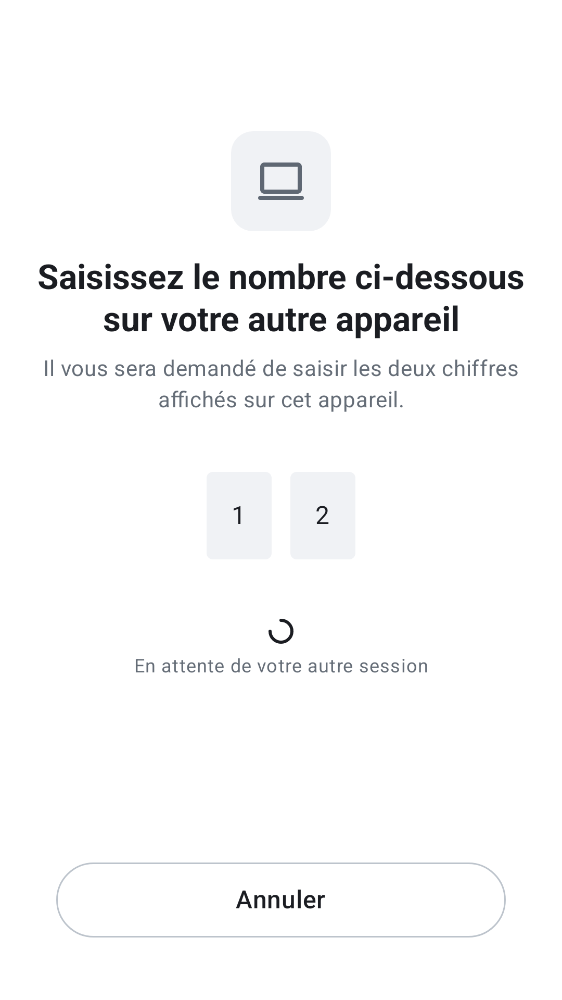 Saisissez le nombre ci-dessous
sur votre autre appareil
Il vous sera demandé de saisir les deux chiffres
affichés sur cet appareil.
1 2
En attente de votre autre session
Annuler